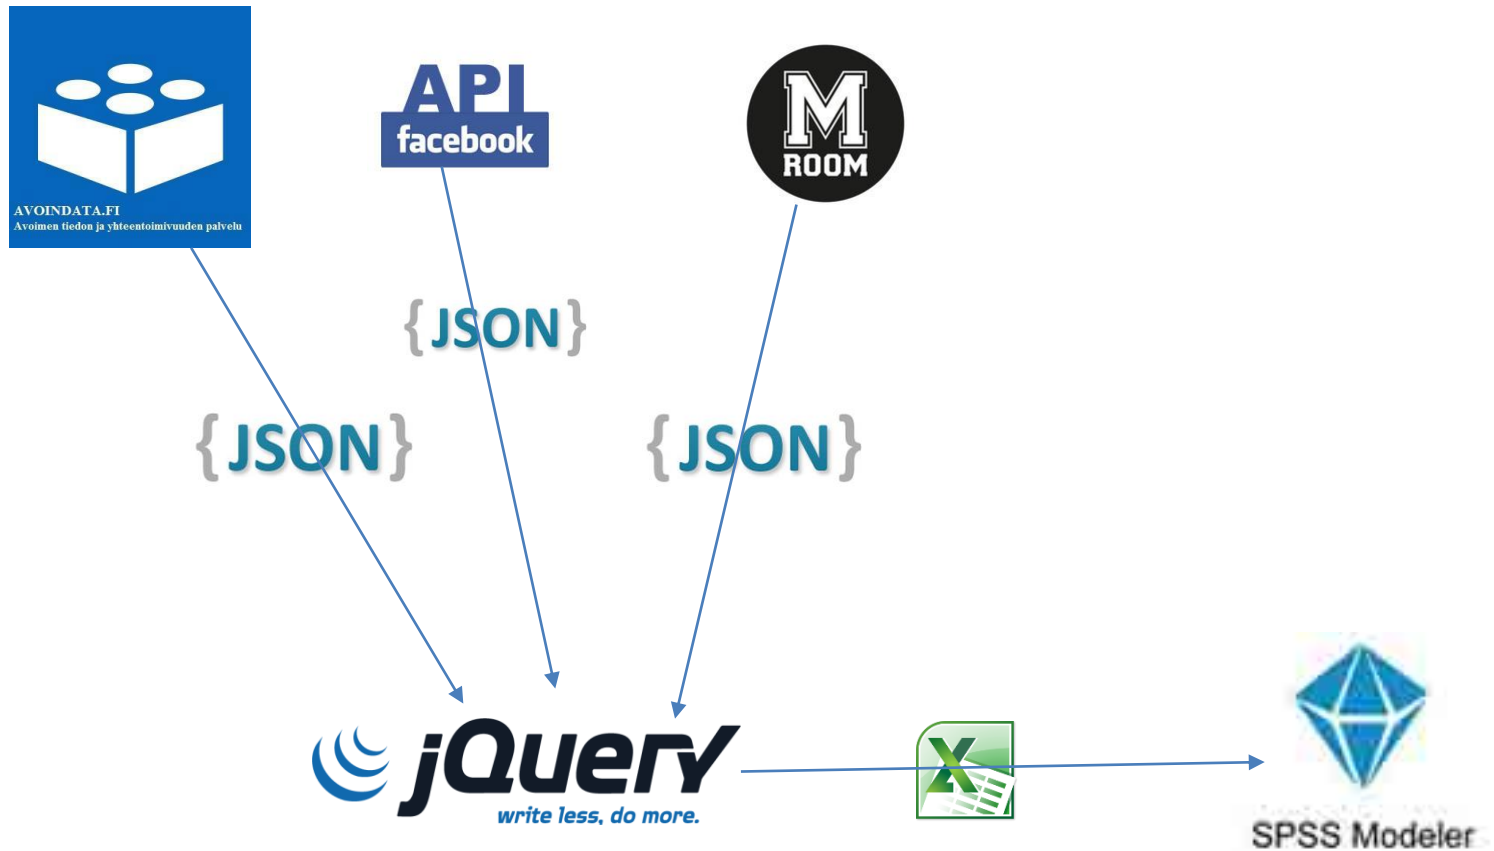 AVOINDATA.FI
Avoimen tiedon ja yhteentoimivuuden palvelu
API
facebook
M
ROOM
{JSON}
{JSON}
{JSON}
jQuery
write less, do more.
X
SPSS Modeler